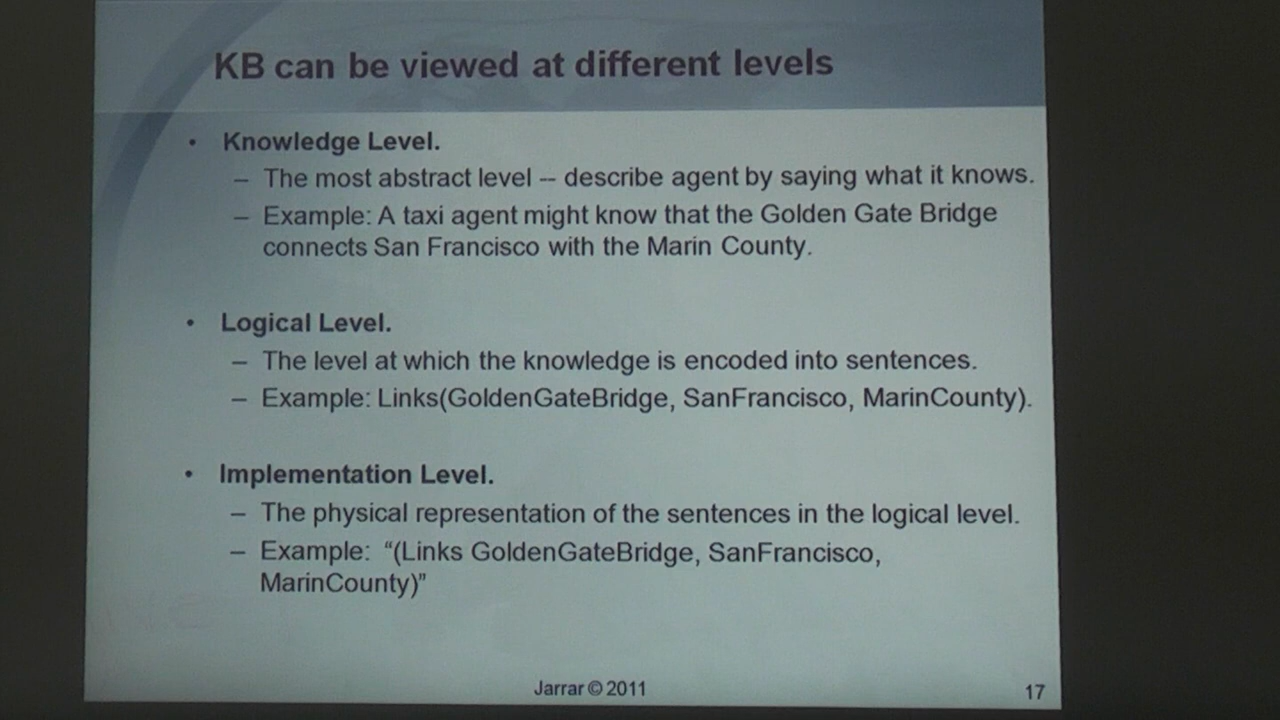 KB can be viewed at different levels
• Knowledge Level.
– The most abstract level -- describe agent by saying what it knows.
– Example: A taxi agent might know that the Golden Gate Bridge
connects San Francisco with the Marin County.
• Logical Level.
– The level at which the knowledge is encoded into sentences.
– Example: Links(GoldenGateBridge, SanFrancisco, MarinCounty).
• Implementation Level.
– The physical representation of the sentences in the logical level.
– Example: “(Links GoldenGateBridge, SanFrancisco,
MarinCounty)”
Jarrar © 2011
17